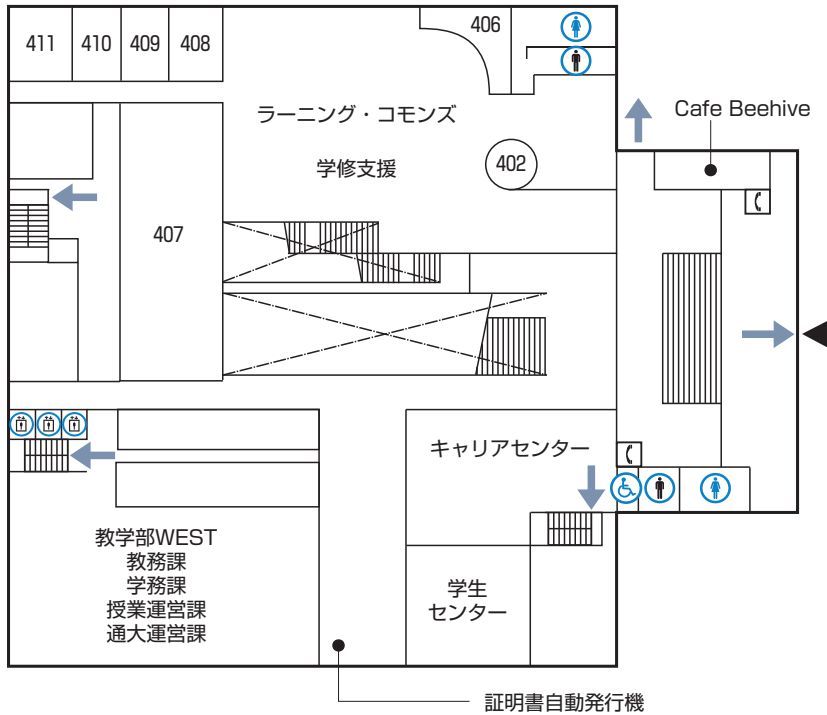 411
410
409
408
406
Cafe Beehive
ラーニング・コモンズ
学修支援
402
407
キャリアセンター
教学部WEST
教務課
学務課
授業運営課
通大運営課
学生
センター
証明書自動発行機